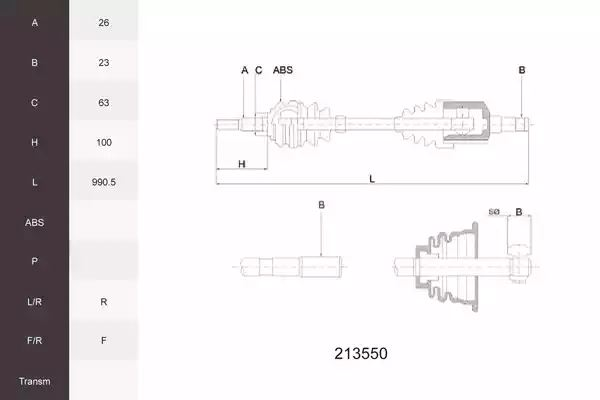 A 26
B 23
C 63
H 100
L 990.5
ABS
P
L/R R
F/R F
Transm
A C ABS B
H
L
B
SØ B
213550